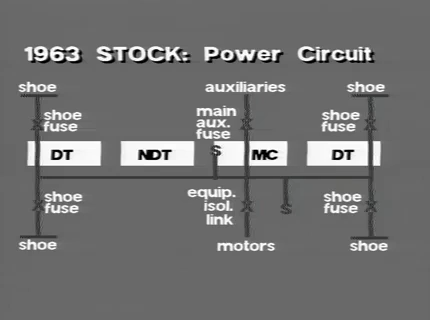 1963 STOCK: Power Circuit
shoe auxiliaries shoe
shoe fuse
main aux. fuse
shoe fuse
S
DT NDT MC DT
shoe fuse
equip. isol. link
S
shoe fuse
shoe motors shoe